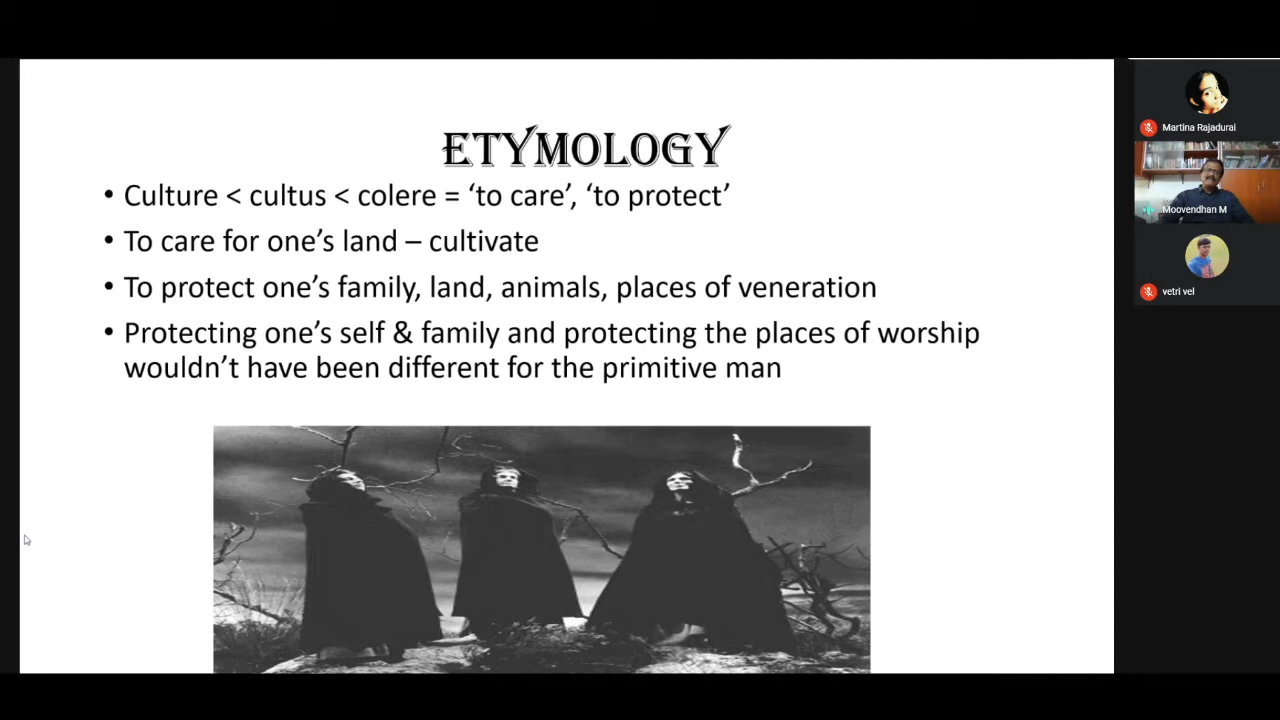 ETYMOLOGY
• Culture < cultus < colere = ‘to care’, ‘to protect’
• To care for one’s land – cultivate
• To protect one’s family, land, animals, places of veneration
• Protecting one’s self & family and protecting the places of worship
wouldn’t have been different for the primitive man
Martina Rajadurai
Moovendhan M
vetri vel